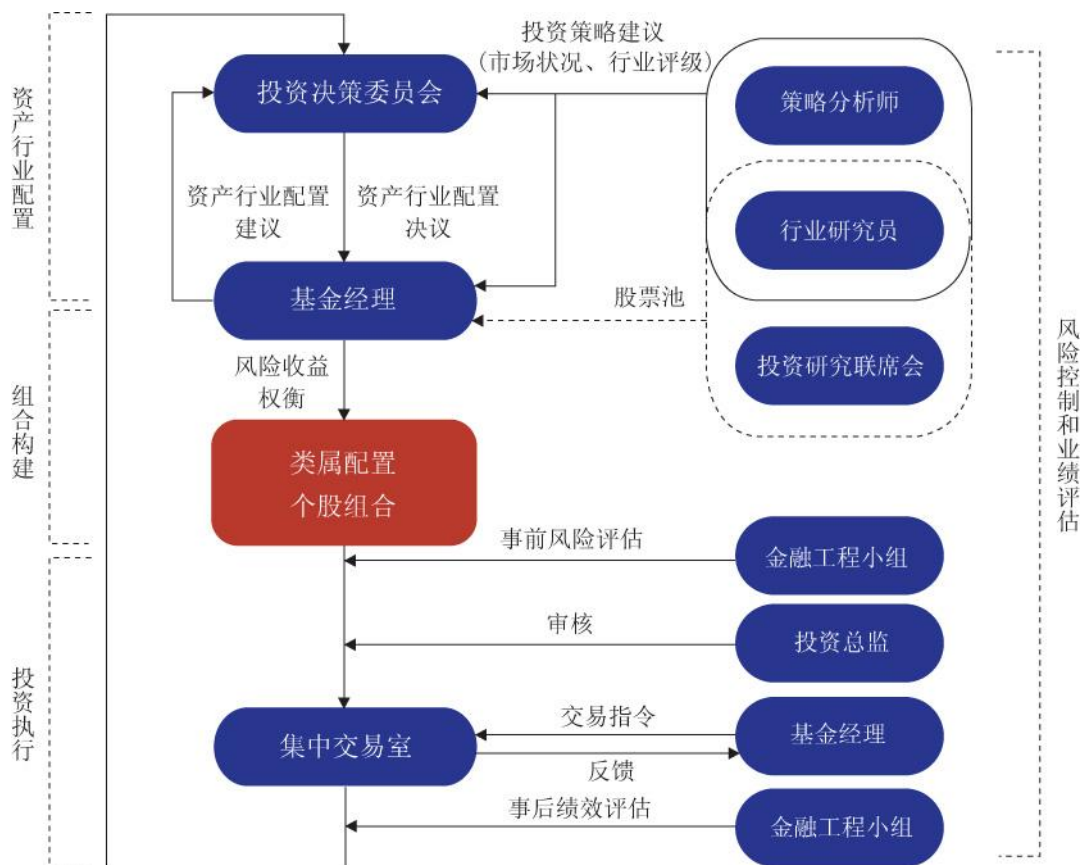 投资策略建议
(市场状况、行业评级)
投资决策委员会
策略分析师
资产行业配置
资产行业配置
建议
资产行业配置
决议
行业研究员
基金经理
股票池
投资研究联席会
风险收益
权衡
组合构建
类属配置
个股组合
风险控制和业绩评估
事前风险评估
金融工程小组
审核
投资总监
投资执行
集中交易室
交易指令
基金经理
反馈
事后绩效评估
金融工程小组